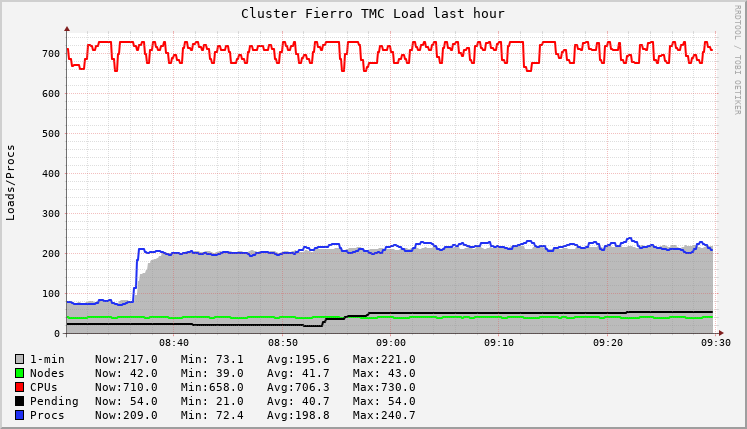 Cluster Fierro TMC Load last hour
RRDTOOL / TOBI OETIKER
Loads/Procs
700
600
500
400
300
200
100
0
08:40 08:50 09:00 09:10 09:20 09:30
1-min Now:217.0 Min: 73.1 Avg:195.6 Max:221.0
Nodes Now: 42.0 Min: 39.0 Avg: 41.7 Max: 43.0
CPUs Now:710.0 Min:658.0 Avg:706.3 Max:730.0
Pending Now: 54.0 Min: 21.0 Avg: 40.7 Max: 54.0
Procs Now:209.0 Min: 72.4 Avg:198.8 Max:240.7